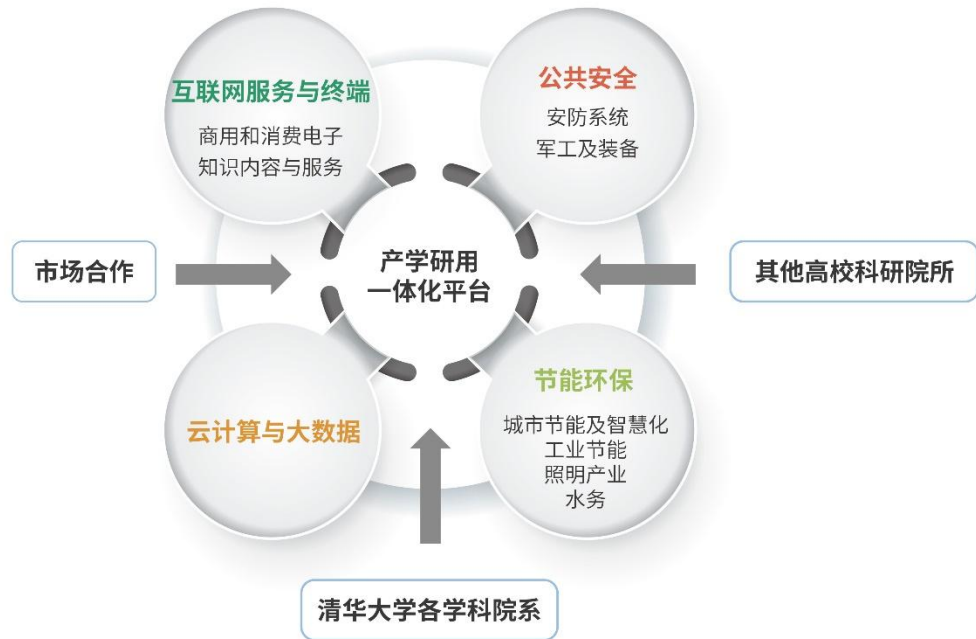 互联网服务与终端
商用和消费电子
知识内容与服务
公共安全
安防系统
军工及装备
市场合作
产学研用
一体化平台
其他高校科研院所
云计算与大数据
节能环保
城市节能及智慧化
工业节能
照明产业
水务
清华大学各学科院系